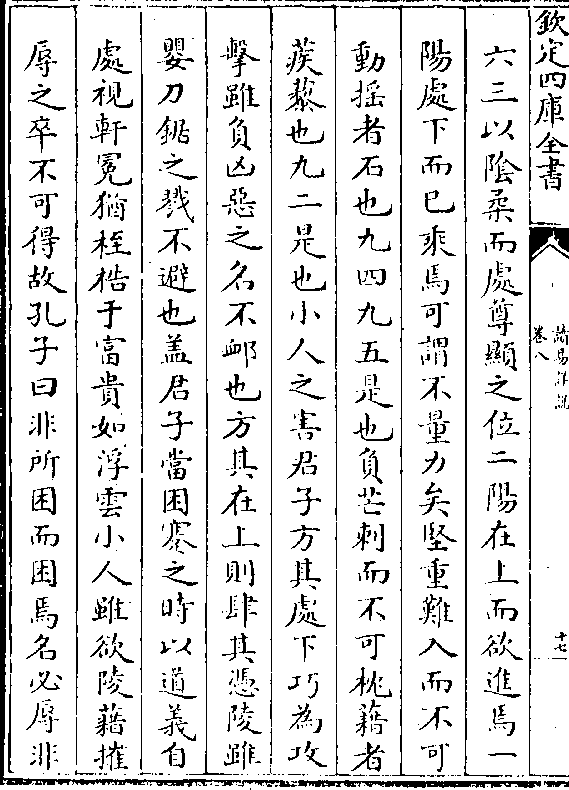 欽定四庫全書
讀易詳說
卷八
十七
六三以隂柔而處尊顯之位二陽在上而欲進焉一
陽處下而已乘焉可謂不量力矣堅重難入而不可
動搖者石也九四九五是也負芒刺而不可枕藉者
蒺藜也九二是也小人之害君子方其處下巧為攻
擊雖負凶惡之名不䘏也方其在上則肆其憑陵雖
嬰刀鋸之戮不避也盖君子當困蹇之時以道義自
處視軒冕猶桎梏于富貴如浮雲小人雖欲陵藉摧
辱之卒不可得故孔子曰非所困而困焉名必辱非